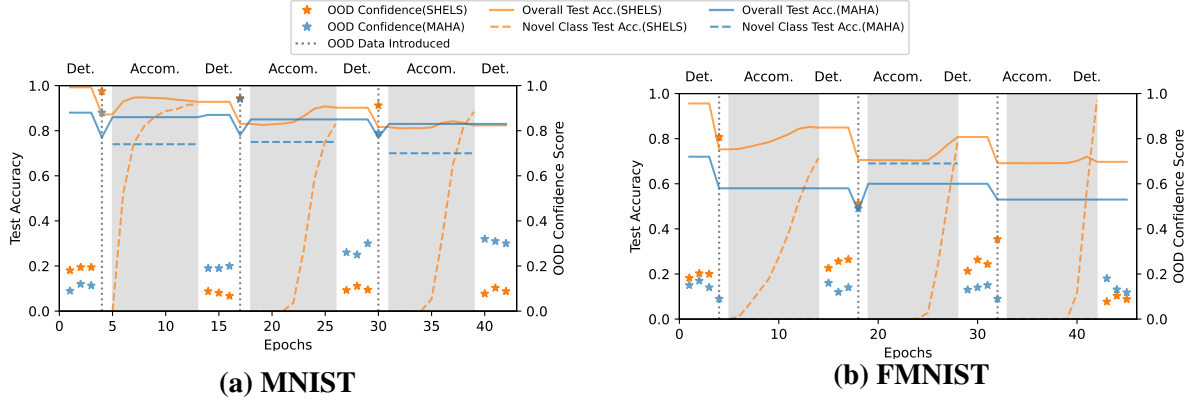 OOD Confidence(SHELS) Overall Test Acc.(SHELS) Overall Test Acc.(MAHA)
OOD Confidence(MAHA) Novel Class Test Acc.(SHELS) Novel Class Test Acc.(MAHA)
OOD Data Introduced
Det. Accom. Det. Accom. Det. Accom. Det.
1.0 1.0
0.8 0.8
0.6 0.6
0.4 0.4
0.2 0.2
0.0 0.0
0 5 10 15 20 25 30 35 40
Test Accuracy
OOD Confidence Score
Epochs
(a) MNIST
Det. Accom. Det. Accom. Det. Accom. Det.
1.0 1.0
0.8 0.8
0.6 0.6
0.4 0.4
0.2 0.2
0.0 0.0
0 10 20 30 40
Test Accuracy
OOD Confidence Score
Epochs
(b) FMNIST